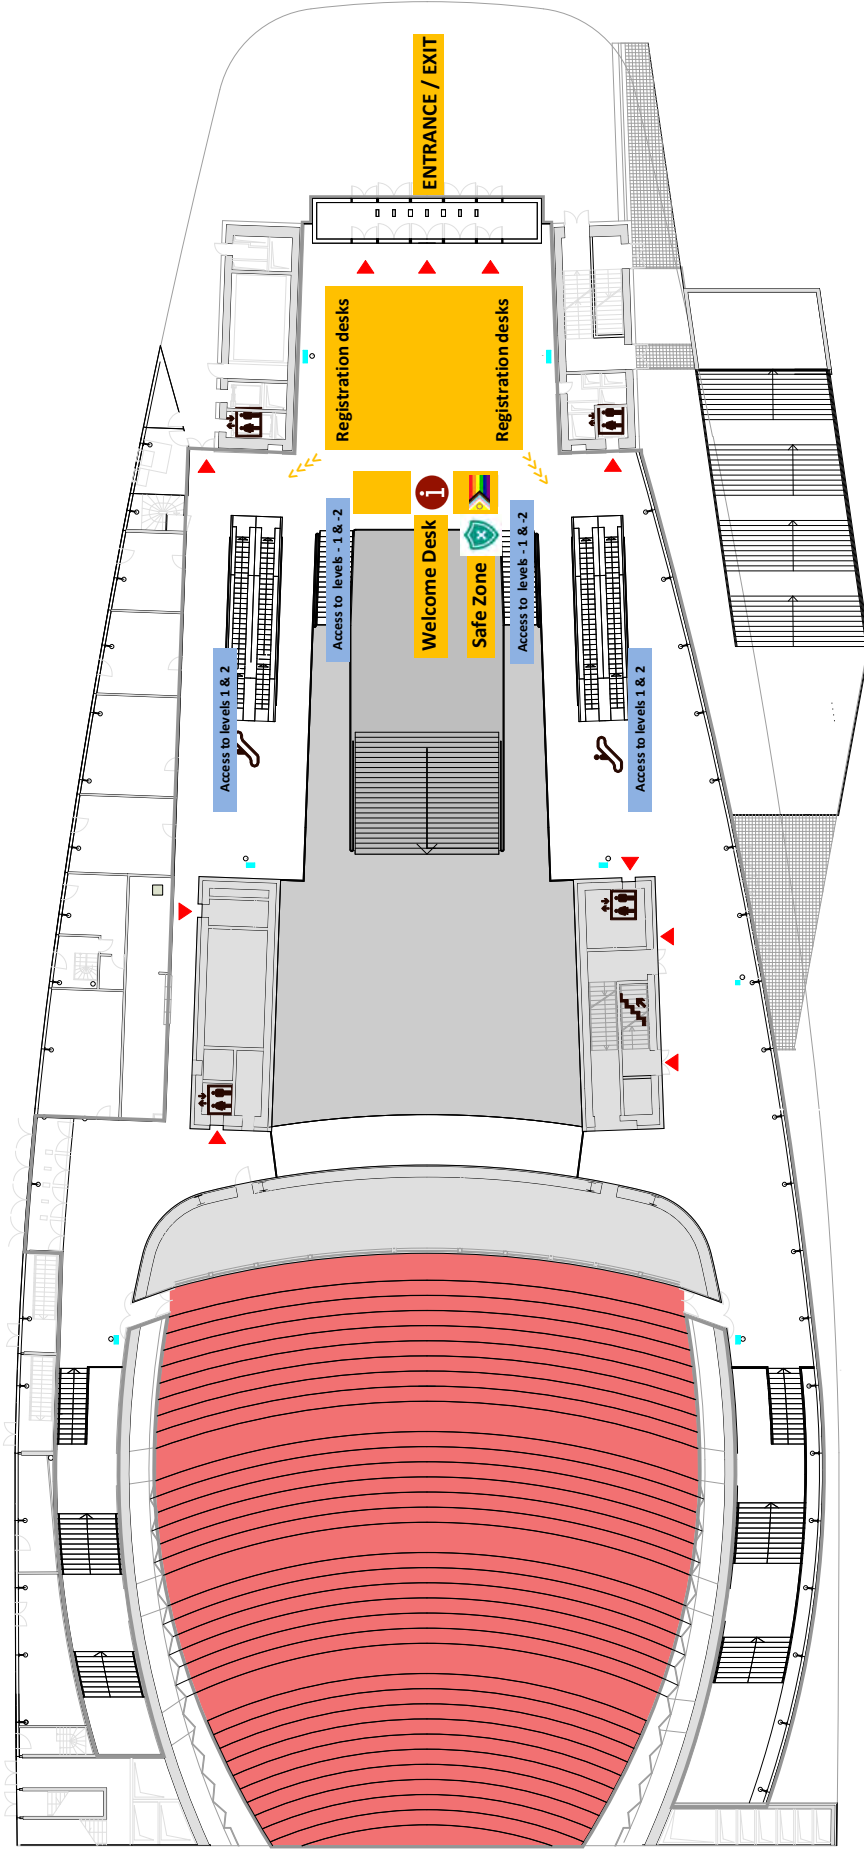 ENTRANCE / EXIT
Registration desks
Registration desks
Access to levels - 1 & -2
Welcome Desk
Safe Zone
Access to levels - 1 & -2
Access to levels 1 & 2
Access to levels 1 & 2